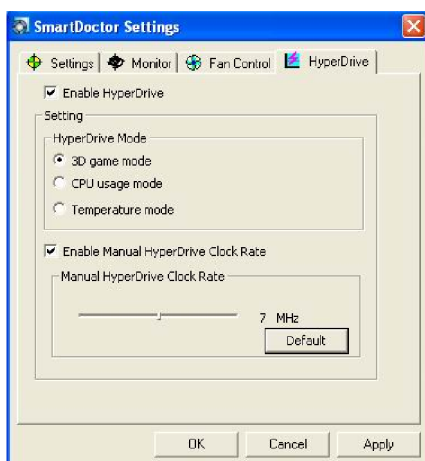 SmartDoctor Settings
Settings Monitor Fan Control HyperDrive
Enable HyperDrive
Setting
HyperDrive Mode
3D game mode
CPU usage mode
Temperature mode
Enable Manual HyperDrive Clock Rate
Manual HyperDrive Clock Rate
7 MHz
Default
OK Cancel Apply